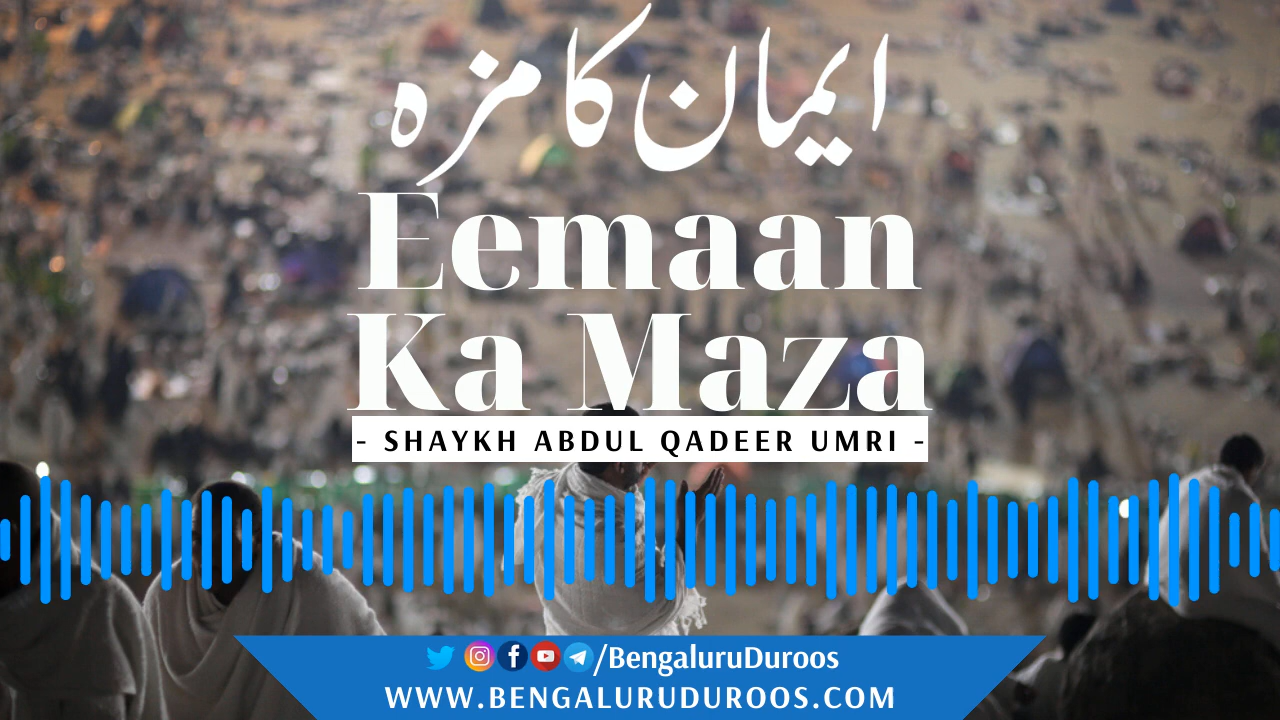 ایمان کا مزہ
Eemaan
Ka Maza
- SHAYKH ABDUL QADEER UMRI -
/BengaluruDuroos
WWW.BENGALURUDUROOS.COM